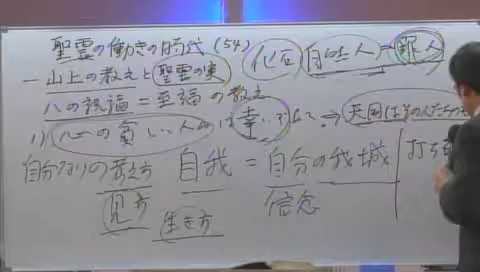 聖霊の働きの時代(54)
化石 自然人=罪人
一山上の教えと聖霊の実
八の祝福=至福の教え
1)心の貧しい人々は幸いである。⇒天国はその人たちの
自分なりの考え方 自我=自分の我城 打ち
見方 信念
生き方